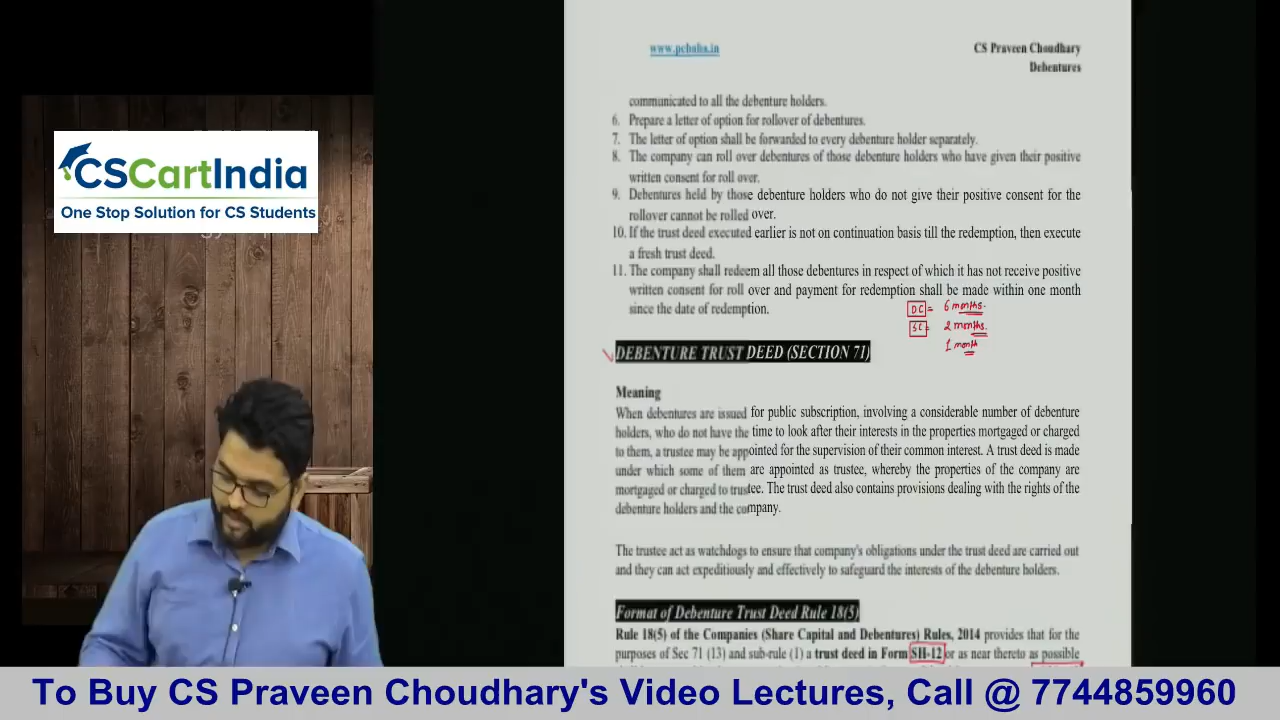 www.pchalia.in
CS Praveen Choudhary
Debentures
communicated to all the debenture holders.
6. Prepare a letter of option for rollover of debentures.
7. The letter of option shall be forwarded to every debenture holder separately.
8. The company can roll over debentures of those debenture holders who have given their positive
written consent for roll over.
9. Debentures held by those debenture holders who do not give their positive consent for the
rollover cannot be rolled over.
10. If the trust deed executed earlier is not on continuation basis till the redemption, then execute
a fresh trust deed.
11. The company shall redeem all those debentures in respect of which it has not receive positive
written consent for roll over and payment for redemption shall be made within one month
since the date of redemption.
DC = 6 months.
SC = 2 months.
1 month
DEBENTURE TRUST DEED (SECTION 71)
Meaning
When debentures are issued for public subscription, involving a considerable number of debenture
holders, who do not have the time to look after their interests in the properties mortgaged or charged
to them, a trustee may be appointed for the supervision of their common interest. A trust deed is made
under which some of them are appointed as trustee, whereby the properties of the company are
mortgaged or charged to trustee. The trust deed also contains provisions dealing with the rights of the
debenture holders and the company.
The trustee act as watchdogs to ensure that company's obligations under the trust deed are carried out
and they can act expeditiously and effectively to safeguard the interests of the debenture holders.
Format of Debenture Trust Deed Rule 18(5)
Rule 18(5) of the Companies (Share Capital and Debentures) Rules, 2014 provides that for the
purposes of Sec 71 (13) and sub-rule (1) a trust deed in Form SH-12 or as near thereto as possible
CSCartIndia
One Stop Solution for CS Students
To Buy CS Praveen Choudhary's Video Lectures, Call @ 7744859960